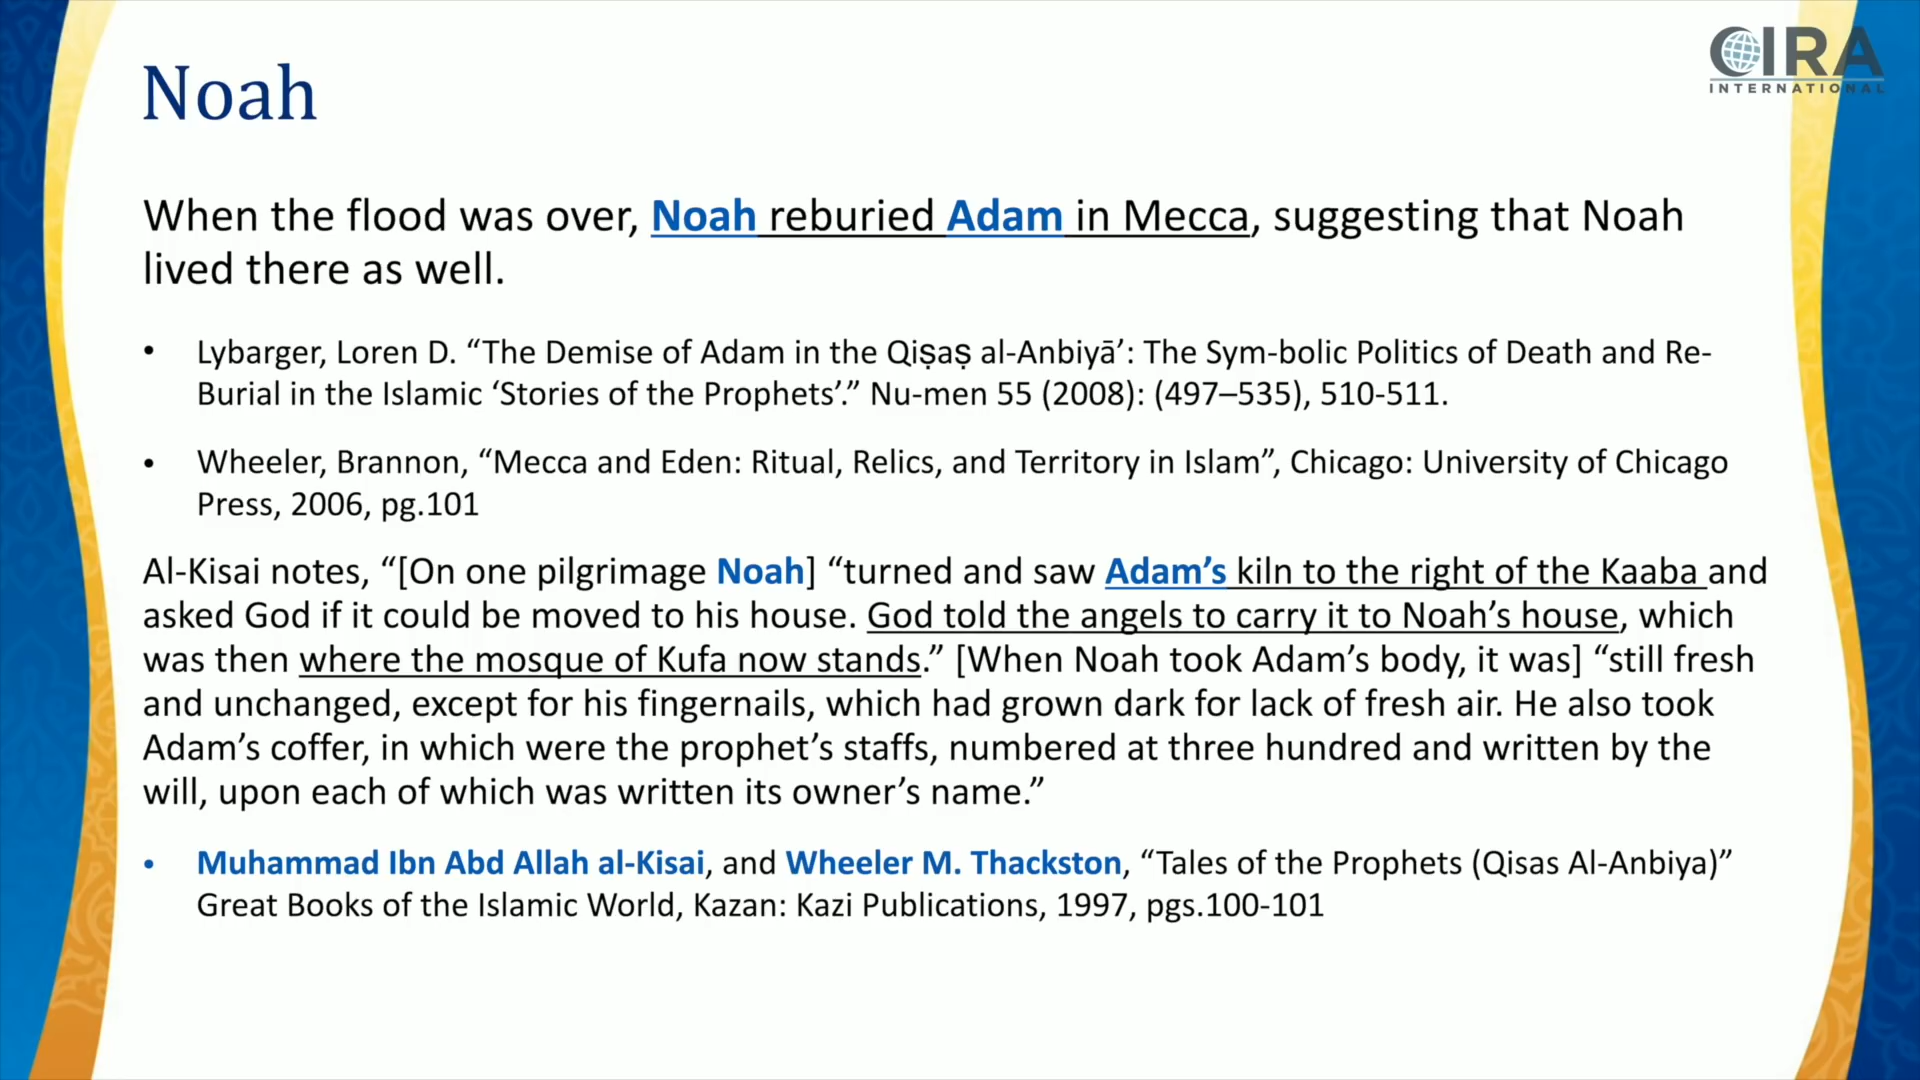 CIRA
INTERNATIONAL
Noah
When the flood was over, Noah reburied Adam in Mecca, suggesting that Noah
lived there as well.
• Lybarger, Loren D. “The Demise of Adam in the Qiṣaṣ al-Anbiyā’: The Sym-bolic Politics of Death and Re-
Burial in the Islamic ‘Stories of the Prophets’.” Nu-men 55 (2008): (497–535), 510-511.
• Wheeler, Brannon, “Mecca and Eden: Ritual, Relics, and Territory in Islam”, Chicago: University of Chicago
Press, 2006, pg.101
Al-Kisai notes, “[On one pilgrimage Noah] “turned and saw Adam’s kiln to the right of the Kaaba and
asked God if it could be moved to his house. God told the angels to carry it to Noah’s house, which
was then where the mosque of Kufa now stands.” [When Noah took Adam’s body, it was] “still fresh
and unchanged, except for his fingernails, which had grown dark for lack of fresh air. He also took
Adam’s coffer, in which were the prophet’s staffs, numbered at three hundred and written by the
will, upon each of which was written its owner’s name.”
• Muhammad Ibn Abd Allah al-Kisai, and Wheeler M. Thackston, “Tales of the Prophets (Qisas Al-Anbiya)”
Great Books of the Islamic World, Kazan: Kazi Publications, 1997, pgs.100-101